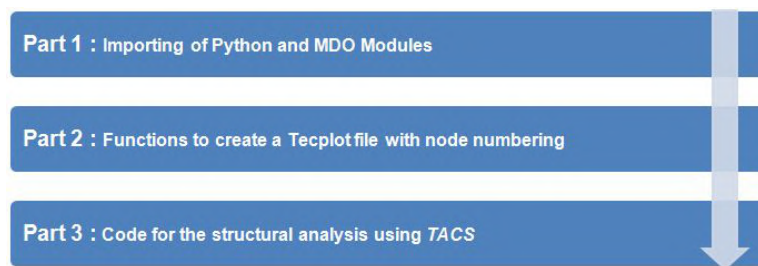 Part 1 : Importing of Python and MDO Modules
Part 2 : Functions to create a Tecplot file with node numbering
Part 3 : Code for the structural analysis using TACS